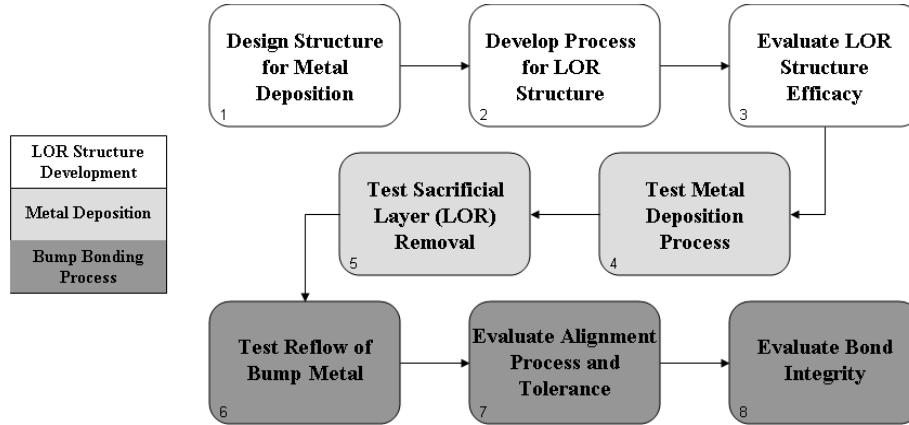 Design Structure
for Metal
Deposition
1
Develop Process
for LOR
Structure
2
Evaluate LOR
Structure
Efficacy
3
LOR Structure
Development
Metal Deposition
Bump Bonding
Process
Test Sacrificial
Layer (LOR)
Removal
5
Test Metal
Deposition
Process
4
Test Reflow of
Bump Metal
6
Evaluate Alignment
Process and
Tolerance
7
Evaluate Bond
Integrity
8